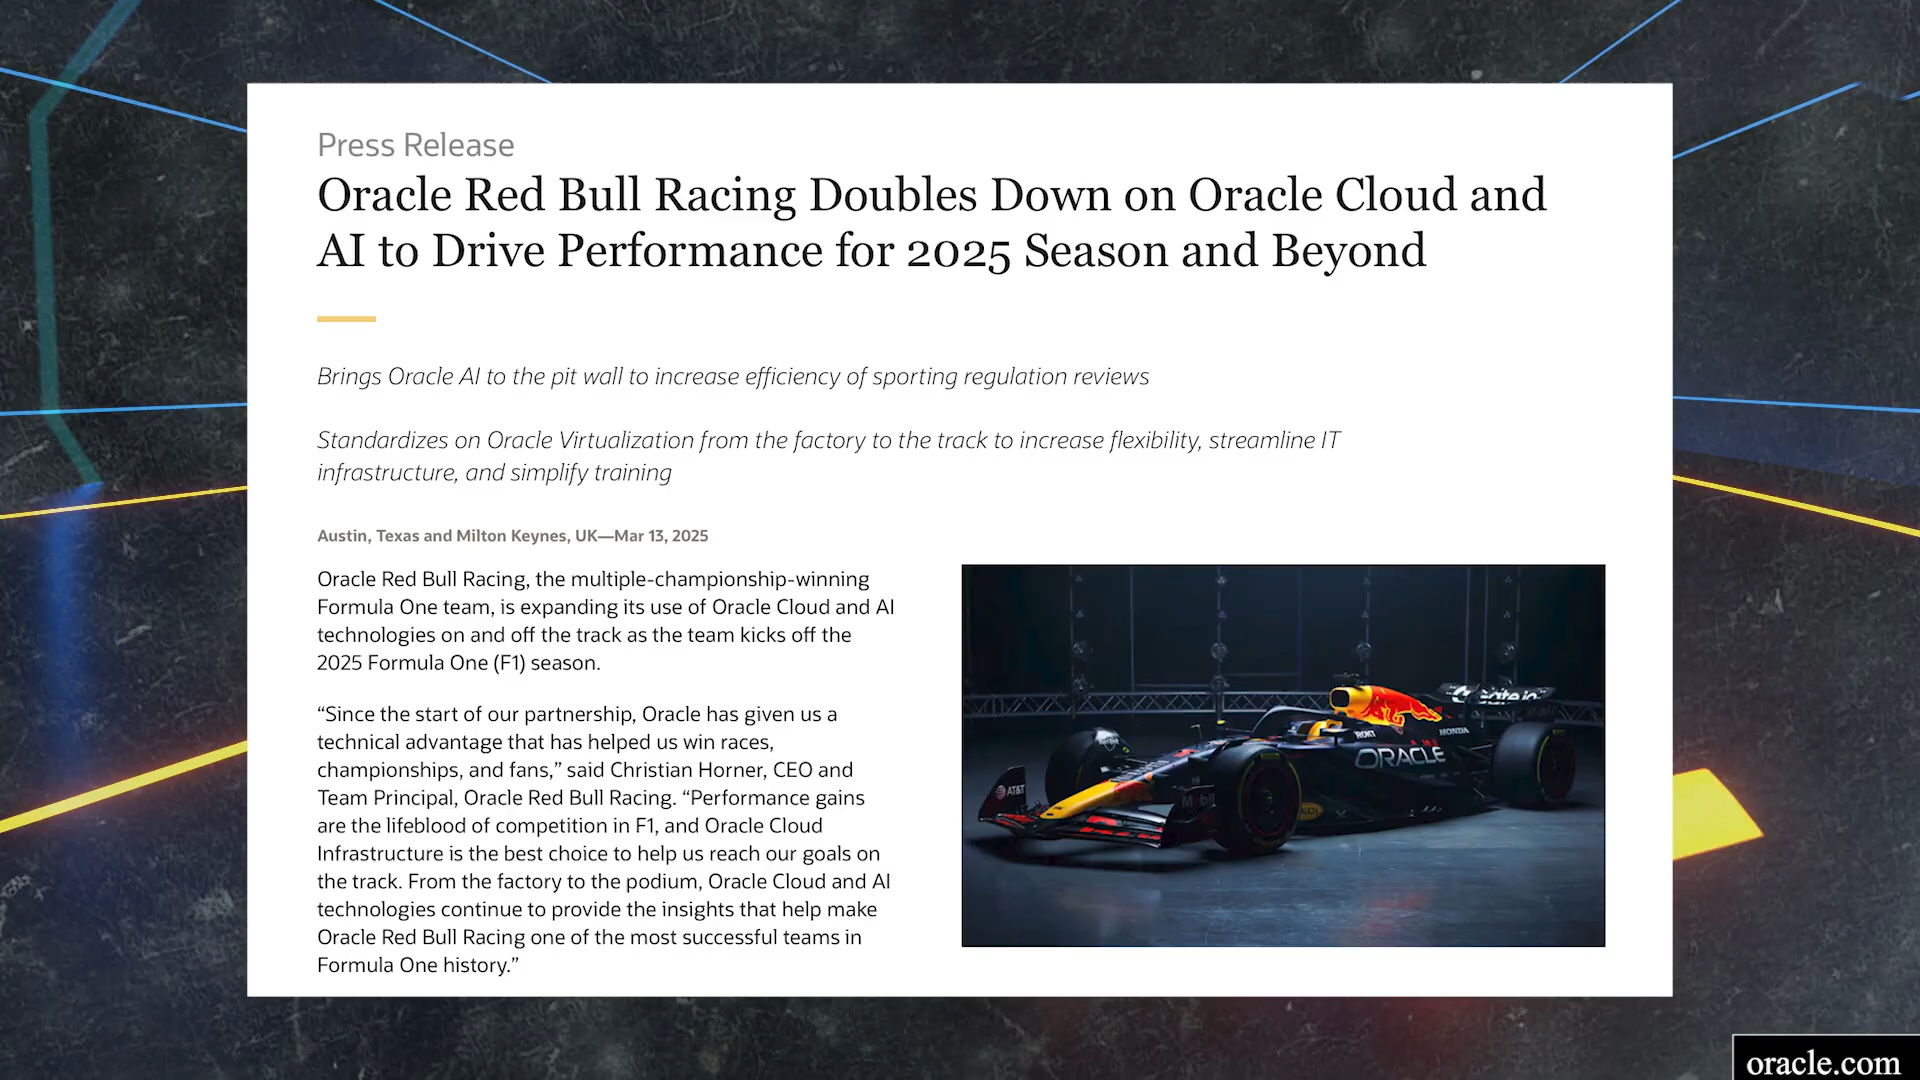 Press Release
Oracle Red Bull Racing Doubles Down on Oracle Cloud and
AI to Drive Performance for 2025 Season and Beyond
Brings Oracle AI to the pit wall to increase efficiency of sporting regulation reviews
Standardizes on Oracle Virtualization from the factory to the track to increase flexibility, streamline IT
infrastructure, and simplify training
Austin, Texas and Milton Keynes, UK—Mar 13, 2025
Oracle Red Bull Racing, the multiple-championship-winning
Formula One team, is expanding its use of Oracle Cloud and AI
technologies on and off the track as the team kicks off the
2025 Formula One (F1) season.
“Since the start of our partnership, Oracle has given us a
technical advantage that has helped us win races,
championships, and fans,” said Christian Horner, CEO and
Team Principal, Oracle Red Bull Racing. “Performance gains
are the lifeblood of competition in F1, and Oracle Cloud
Infrastructure is the best choice to help us reach our goals on
the track. From the factory to the podium, Oracle Cloud and AI
technologies continue to provide the insights that help make
Oracle Red Bull Racing one of the most successful teams in
Formula One history.”
ROKT
HONDA
ORACLE
AT&T
Mobil
oracle.com